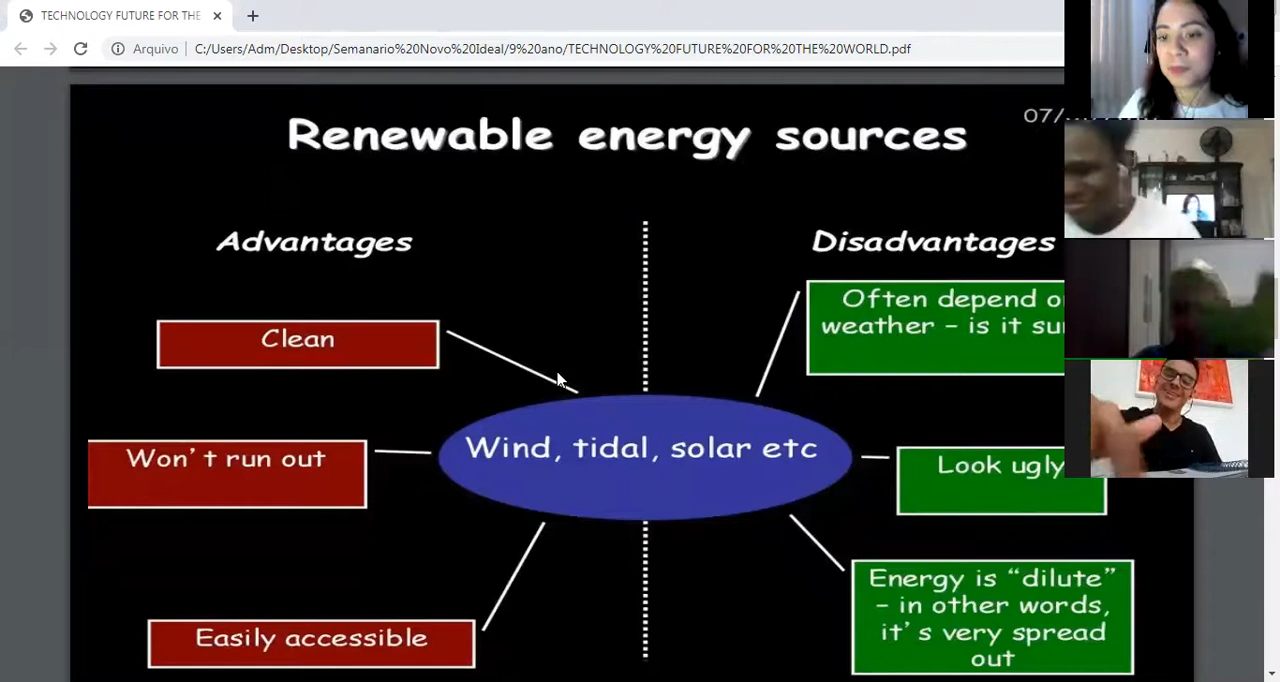 TECHNOLOGY FUTURE FOR THE
Arquivo
C:/Users/Adm/Desktop/Semanario%20Novo%20Ideal/9%20ano/TECHNOLOGY%20FUTURE%20FOR%20THE%20WORLD.pdf
07/
Renewable energy sources
Advantages
Disadvantages
Clean
Won't run out
Easily accessible
Wind, tidal, solar etc
Often depend o
weather – is it su
Look ugly
Energy is “dilute”
– in other words,
it's very spread
out